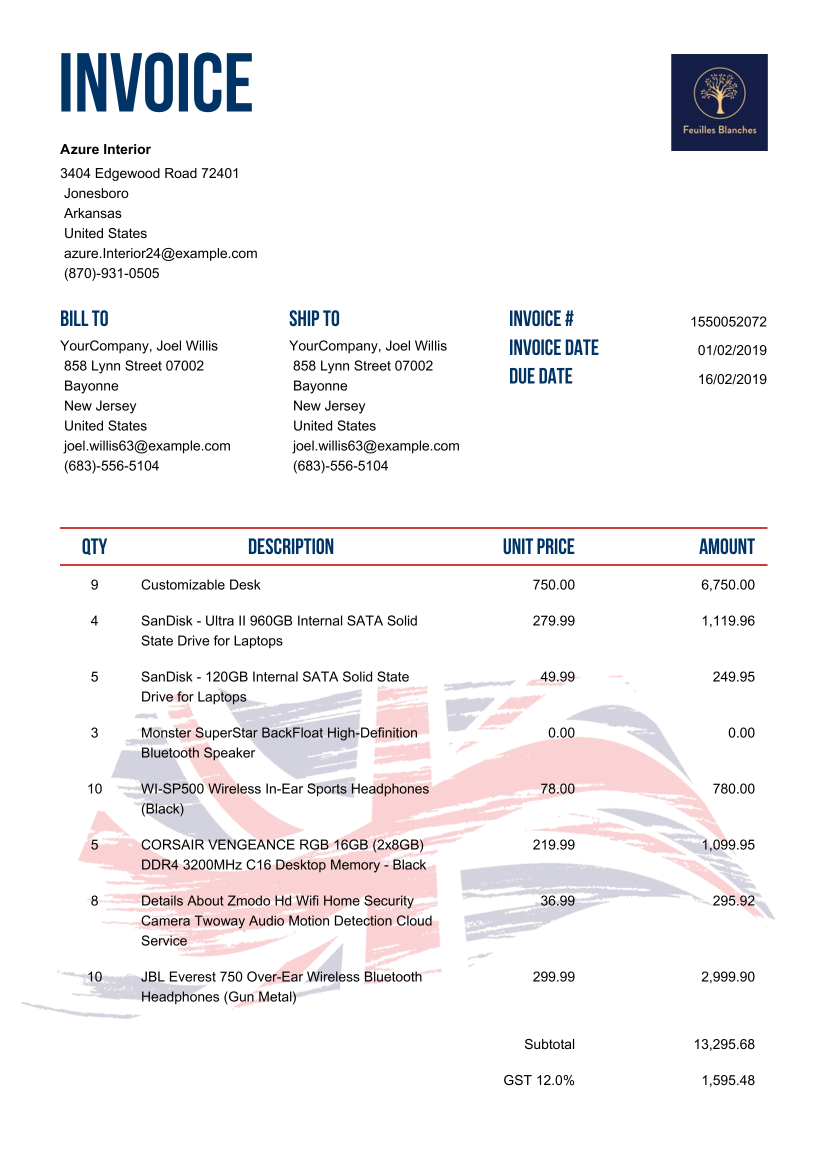 INVOICE
Feuilles Blanches
Azure Interior
3404 Edgewood Road 72401
Jonesboro
Arkansas
United States
azure.Interior24@example.com
(870)-931-0505
BILL TO
YourCompany, Joel Willis
858 Lynn Street 07002
Bayonne
New Jersey
United States
joel.willis63@example.com
(683)-556-5104
SHIP TO
YourCompany, Joel Willis
858 Lynn Street 07002
Bayonne
New Jersey
United States
joel.willis63@example.com
(683)-556-5104
INVOICE # 1550052072
INVOICE DATE 01/02/2019
DUE DATE 16/02/2019
QTY DESCRIPTION UNIT PRICE AMOUNT
9 Customizable Desk 750.00 6,750.00
4 SanDisk - Ultra II 960GB Internal SATA Solid 279.99 1,119.96
State Drive for Laptops
5 SanDisk - 120GB Internal SATA Solid State 49.99 249.95
Drive for Laptops
3 Monster SuperStar BackFloat High-Definition 0.00 0.00
Bluetooth Speaker
10 WI-SP500 Wireless In-Ear Sports Headphones 78.00 780.00
(Black)
5 CORSAIR VENGEANCE RGB 16GB (2x8GB) 219.99 1,099.95
DDR4 3200MHz C16 Desktop Memory - Black
8 Details About Zmodo Hd Wifi Home Security 36.99 295.92
Camera Twoway Audio Motion Detection Cloud
Service
10 JBL Everest 750 Over-Ear Wireless Bluetooth 299.99 2,999.90
Headphones (Gun Metal)
Subtotal 13,295.68
GST 12.0% 1,595.48